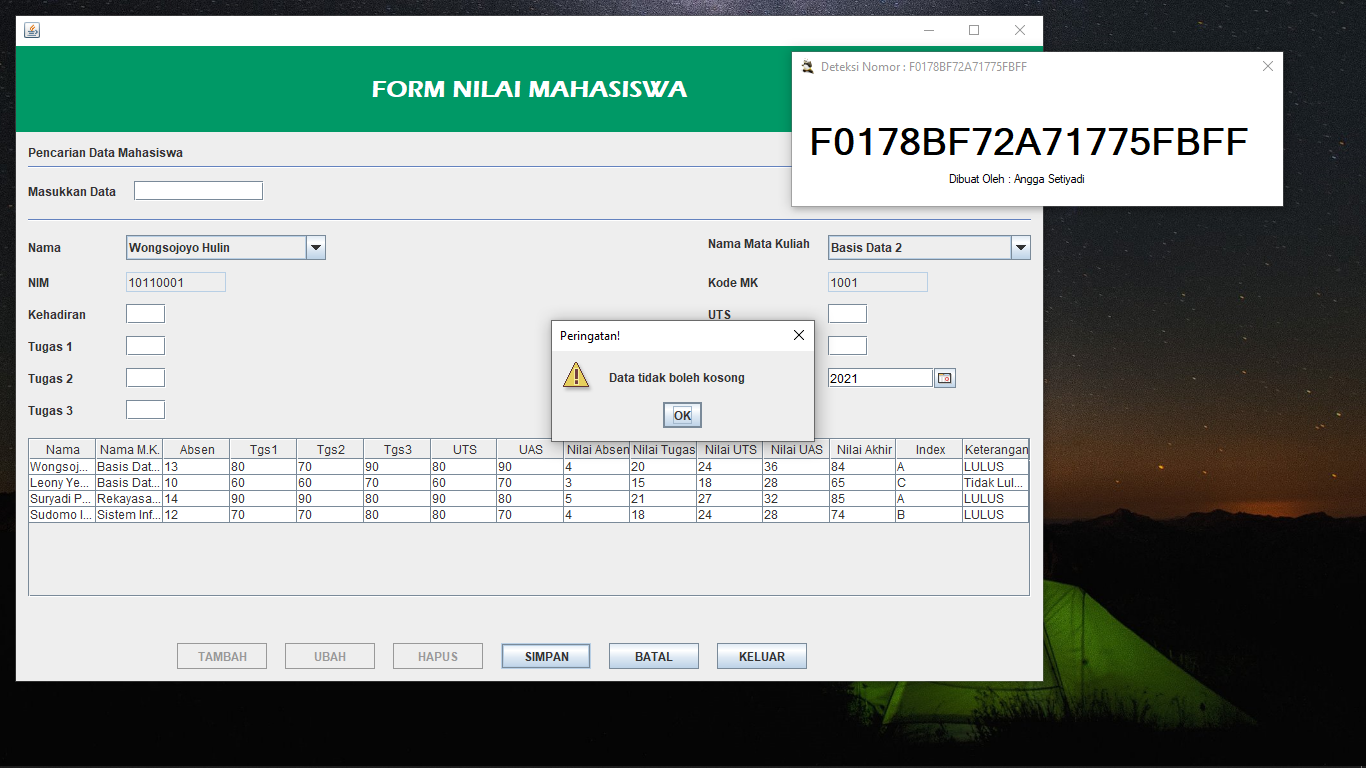 Deteksi Nomor : F0178BF72A71775FBFF
F0178BF72A71775FBFF
Dibuat Oleh : Angga Setiyadi
FORM NILAI MAHASISWA
Pencarian Data Mahasiswa
Masukkan Data
Nama Wongsojoyo Hulin Nama Mata Kuliah Basis Data 2
NIM 10110001 Kode MK 1001
Kehadiran UTS
Tugas 1
Tugas 2 2021
Tugas 3
Peringatan!
Data tidak boleh kosong
OK
Nama Nama M.K. Absen Tgs1 Tgs2 Tgs3 UTS UAS Nilai Absen Nilai Tugas Nilai UTS Nilai UAS Nilai Akhir Index Keterangan
Wongsoj... Basis Dat... 13 80 70 90 80 90 4 20 24 36 84 A LULUS
Leony Ye... Basis Dat... 10 60 60 70 60 70 3 15 18 28 65 C Tidak Lul...
Suryadi P... Rekayasa... 14 90 90 80 90 80 5 21 27 32 85 A LULUS
Sudomo I... Sistem Inf... 12 70 70 80 80 70 4 18 24 28 74 B LULUS
TAMBAH UBAH HAPUS SIMPAN BATAL KELUAR